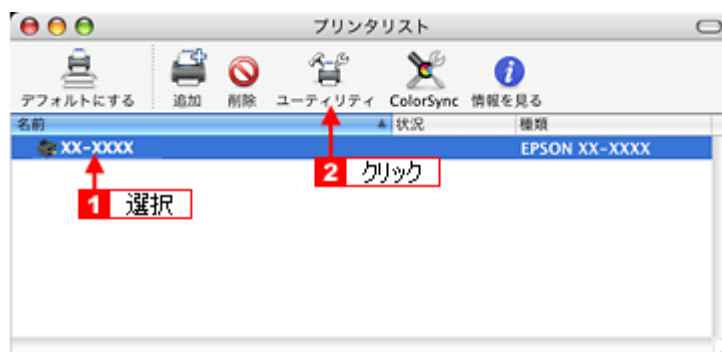 プリンタリスト
デフォルトにする 追加 削除 ユーティリティ ColorSync 情報を見る
名前 状況 種類
XX-XXXX EPSON XX-XXXX
2 クリック
1 選択